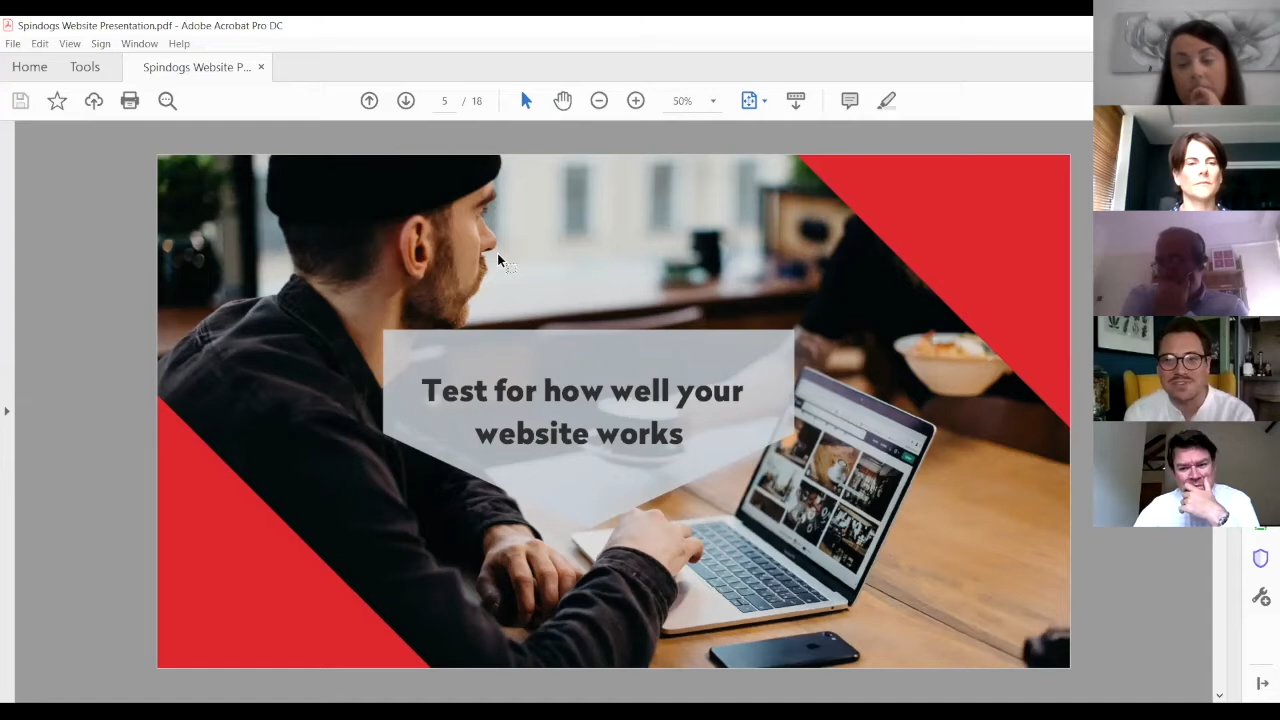 Spindogs Website Presentation.pdf - Adobe Acrobat Pro DC
File Edit View Sign Window Help
Home Tools Spindogs Website P... ×
5 / 18 50%
Test for how well your
website works